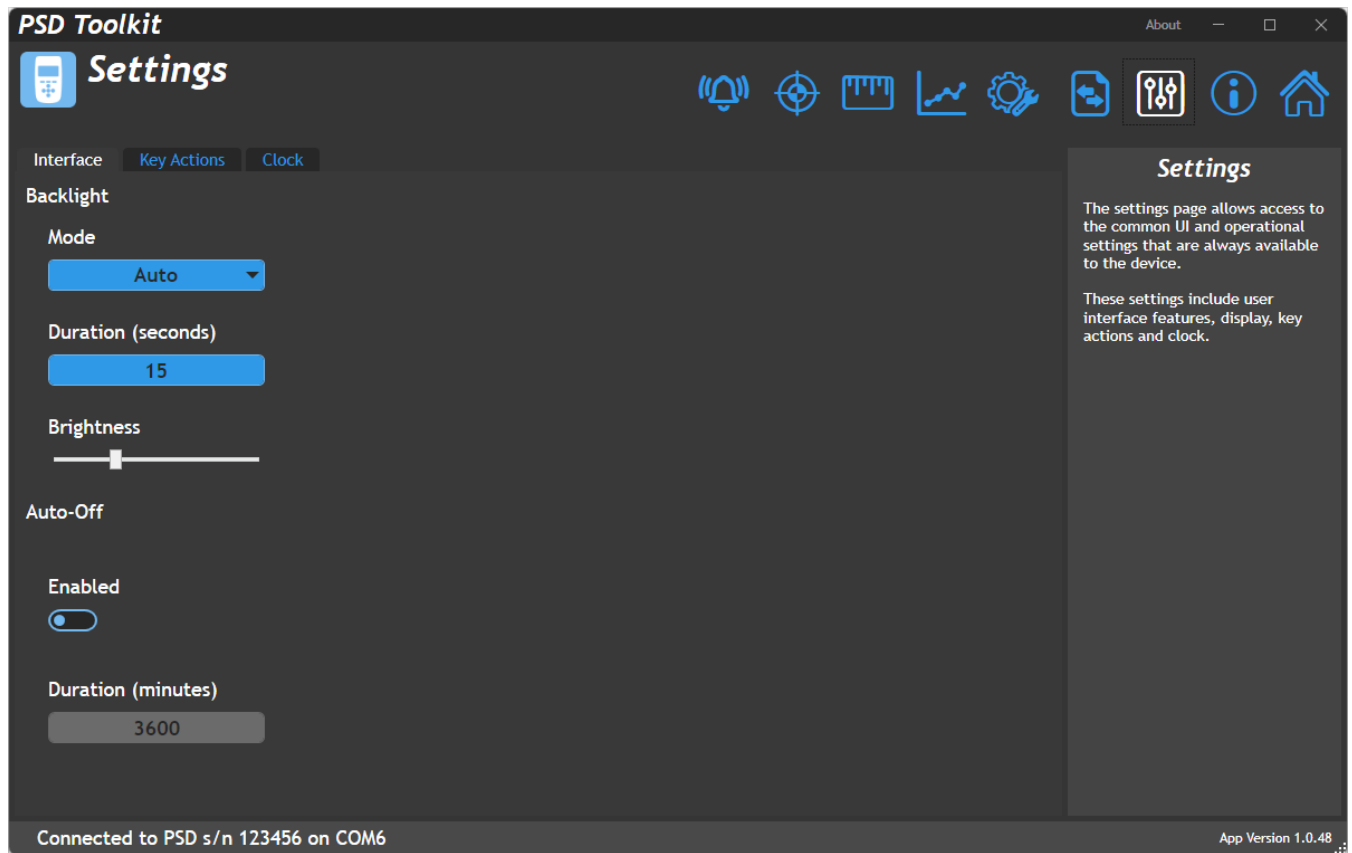 PSD Toolkit
About
Settings
Interface Key Actions Clock
Backlight
Mode
Auto
Duration (seconds)
15
Brightness
Auto-Off
Enabled
Duration (minutes)
3600
Settings
The settings page allows access to
the common UI and operational
settings that are always available
to the device.
These settings include user
interface features, display, key
actions and clock.
Connected to PSD s/n 123456 on COM6
App Version 1.0.48